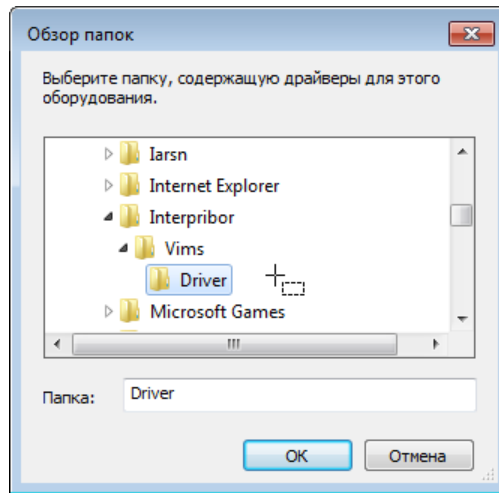 Обзор папок
Выберите папку, содержащую драйверы для этого
оборудования.
Iarsn
Internet Explorer
Interpribor
Vims
Driver
Microsoft Games
Папка:
Driver
OK
Отмена